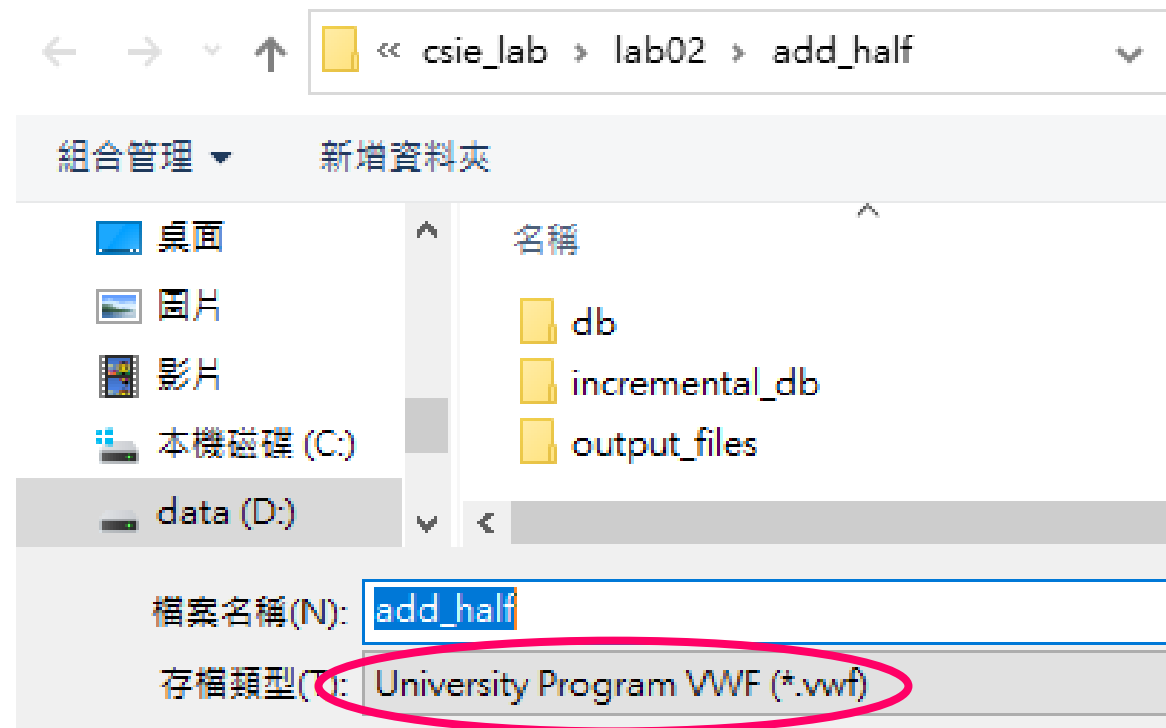 « csie_lab › lab02 › add_half
組合管理 新增資料夾
桌面
圖片
影片
本機磁碟 (C:)
data (D:)
名稱
db
incremental_db
output_files
檔案名稱(N): add_half
存檔類型(T): University Program VWF (*.vwf)